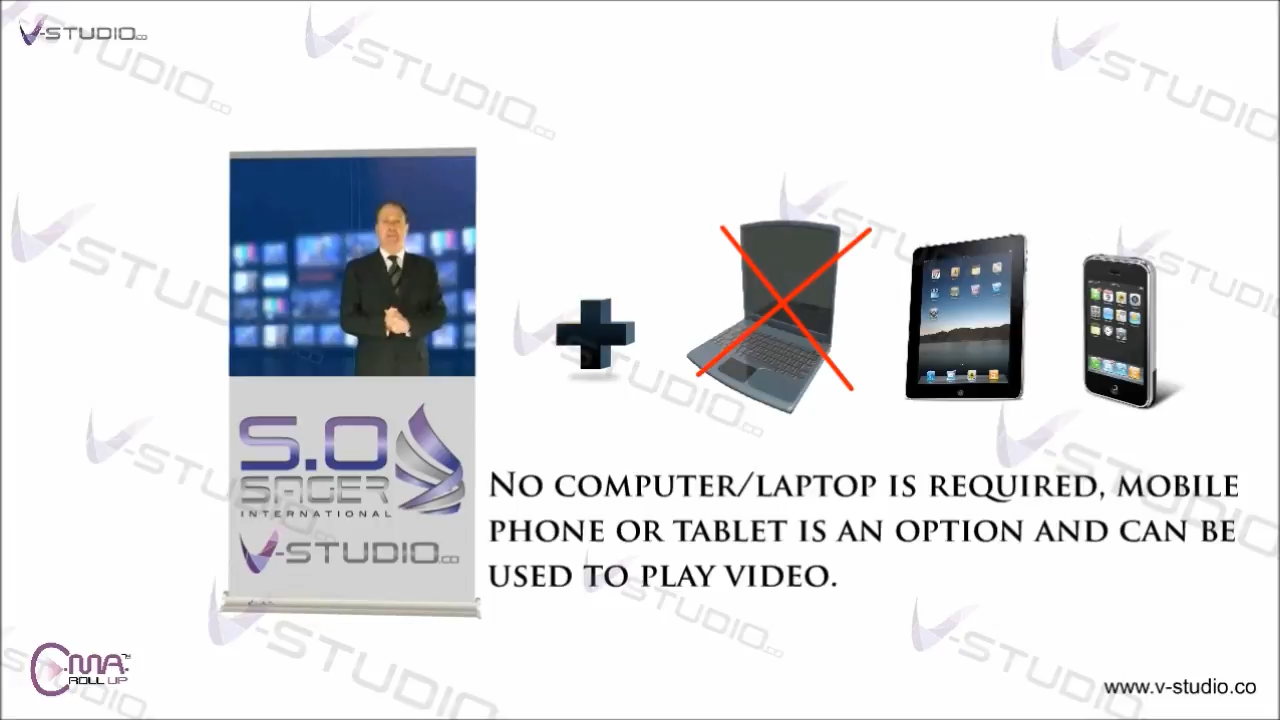 V-STUDIO.co
S.O
SAGER
INTERNATIONAL
V-STUDIO.co
NO COMPUTER/LAPTOP IS REQUIRED, MOBILE
PHONE OR TABLET IS AN OPTION AND CAN BE
USED TO PLAY VIDEO.
C-MA
ROLL UP
www.v-studio.co